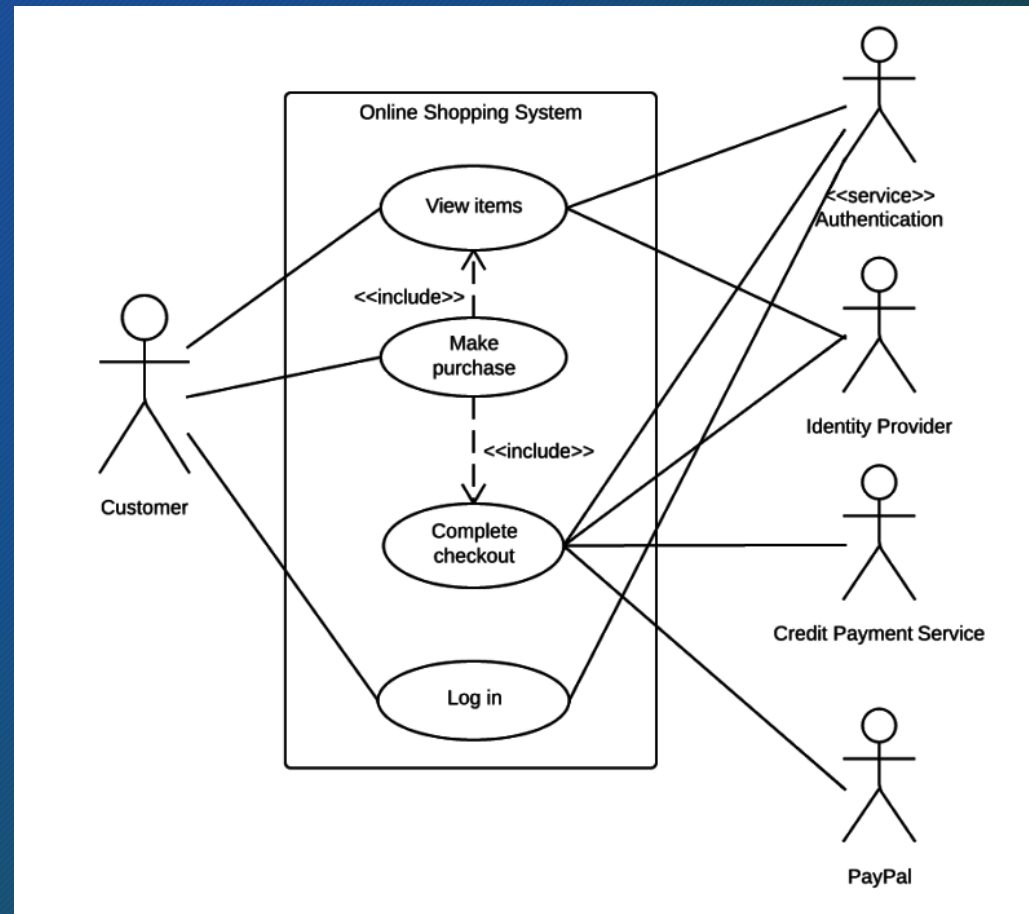 Online Shopping System
View items
<<include>>
Make
purchase
<<include>>
Complete
checkout
Log in
Customer
<<service>>
Authentication
Identity Provider
Credit Payment Service
PayPal